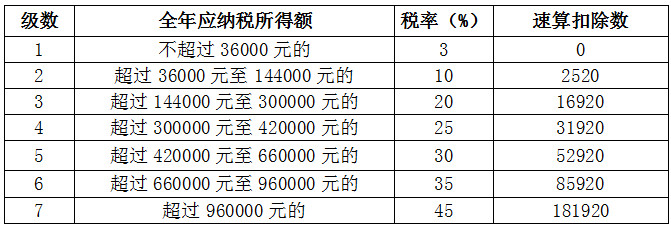 级数 全年应纳税所得额 税率（%） 速算扣除数
1 不超过 36000 元的 3 0
2 超过 36000 元至 144000 元的 10 2520
3 超过 144000 元至 300000 元的 20 16920
4 超过 300000 元至 420000 元的 25 31920
5 超过 420000 元至 660000 元的 30 52920
6 超过 660000 元至 960000 元的 35 85920
7 超过 960000 元的 45 181920